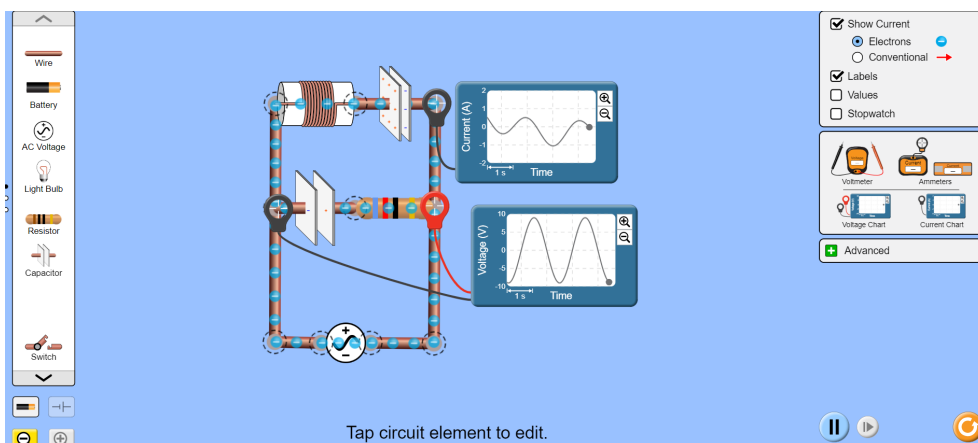 Wire
Battery
AC Voltage
Light Bulb
Resistor
Capacitor
Switch
Current (A)
2
1
0
-1
-2
1 s
Time
Voltage (V)
10
5
0
-5
-10
1 s
Time
Tap circuit element to edit.
Show Current
Electrons
Conventional
Labels
Values
Stopwatch
Voltmeter
Current
Ammeters
Voltage Chart
Current Chart
Advanced